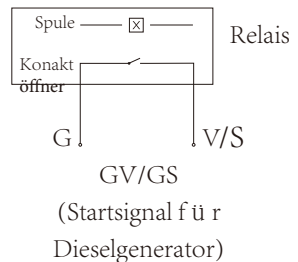 Spule
Relais
Konakt
öffner
G
V/S
GV/GS
(Startsignal f ü r
Dieselgenerator)